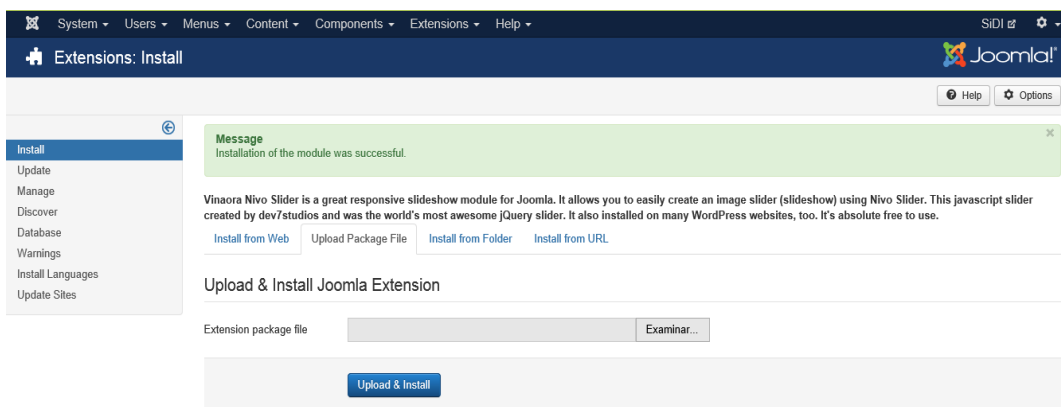 System Users Menus Content Components Extensions Help SiDI
Extensions: Install Joomla!
Help Options
Install
Update
Manage
Discover
Database
Warnings
Install Languages
Update Sites
Message
Installation of the module was successful.
Vinaora Nivo Slider is a great responsive slideshow module for Joomla. It allows you to easily create an image slider (slideshow) using Nivo Slider. This javascript slider
created by dev7studios and was the world's most awesome jQuery slider. It also installed on many WordPress websites, too. It's absolute free to use.
Install from Web Upload Package File Install from Folder Install from URL
Upload & Install Joomla Extension
Extension package file Examinar...
Upload & Install